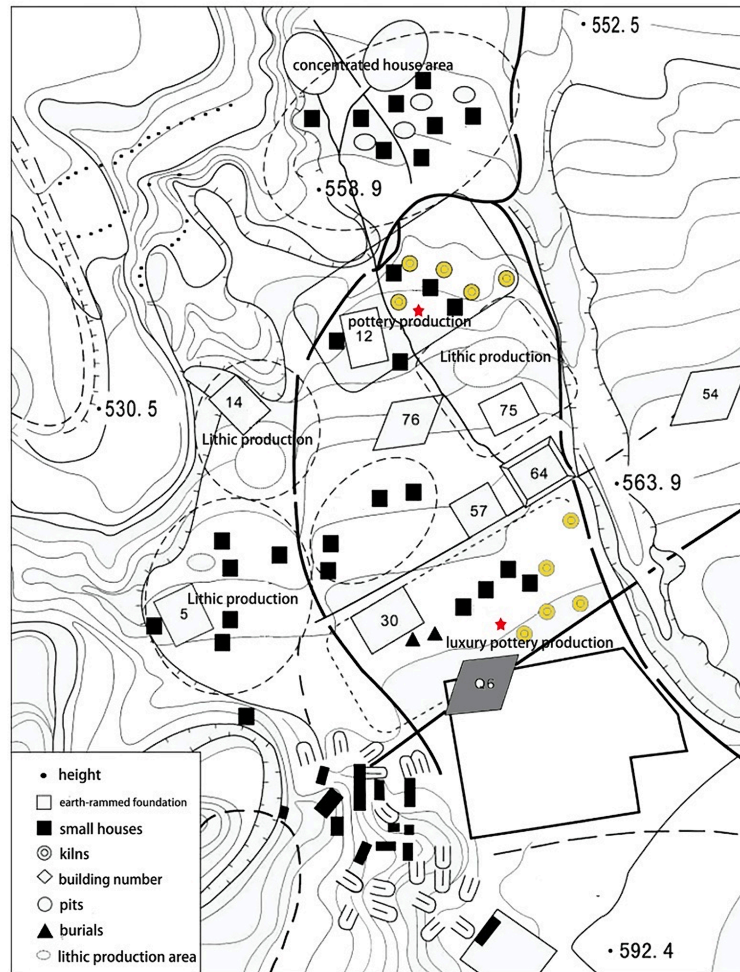 552.5
concentrated house area
558.9
pottery production
12
Lithic production
530.5
14
54
76
75
Lithic production
64
563.9
57
Lithic production
5
30
luxury pottery production
height
earth-rammed foundation
small houses
kilns
building number
pits
burials
lithic production area
592.4